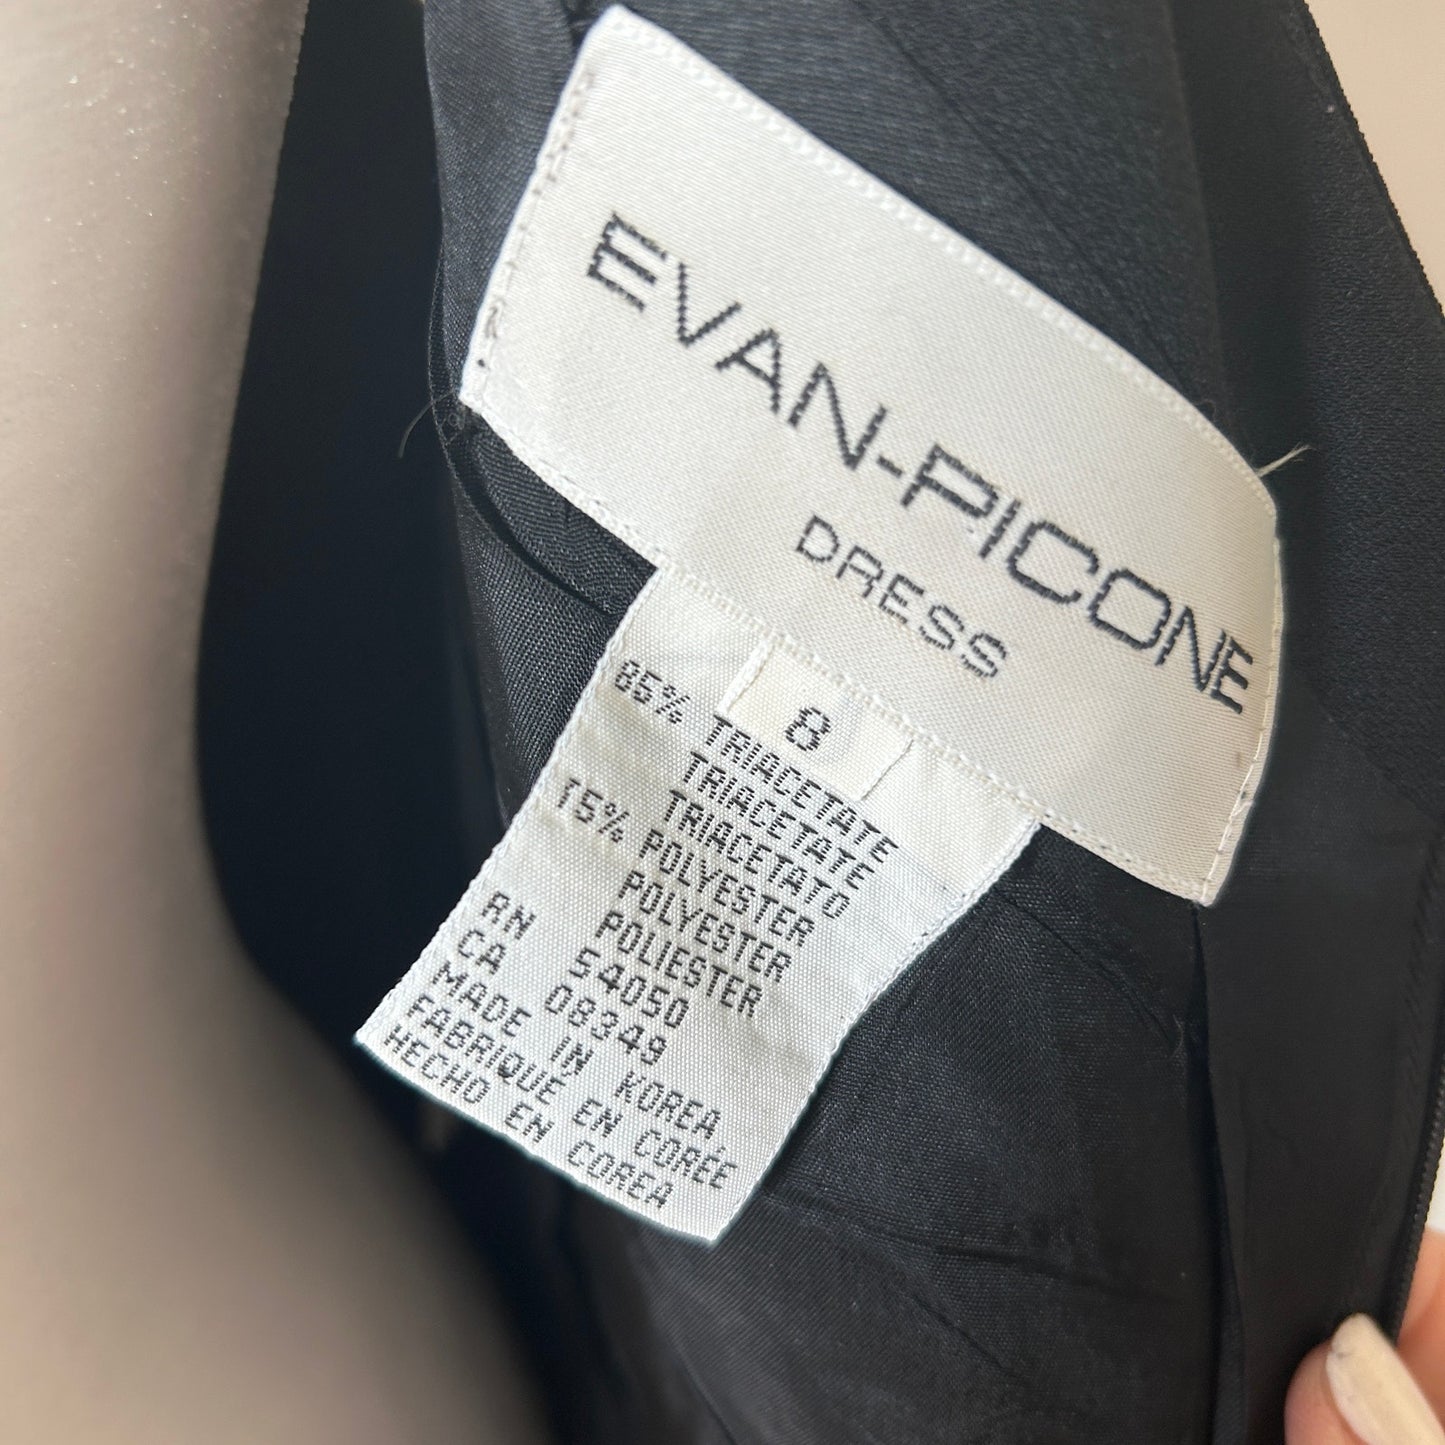 EVAN-PICONE
DRESS
8
85% TRIACETATE
TRIACETATE
TRIACETATO
15% POLYESTER
POLYESTER
POLIESTER
RN 54050
CA 08349
MADE IN KOREA
FABRIQUE EN CORÉE
HECHO EN COREA